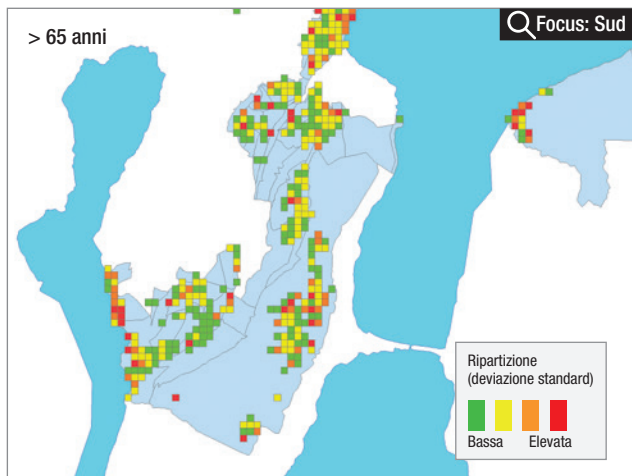 > 65 anni
Focus: Sud
Ripartizione
(deviazione standard)
Bassa Elevata